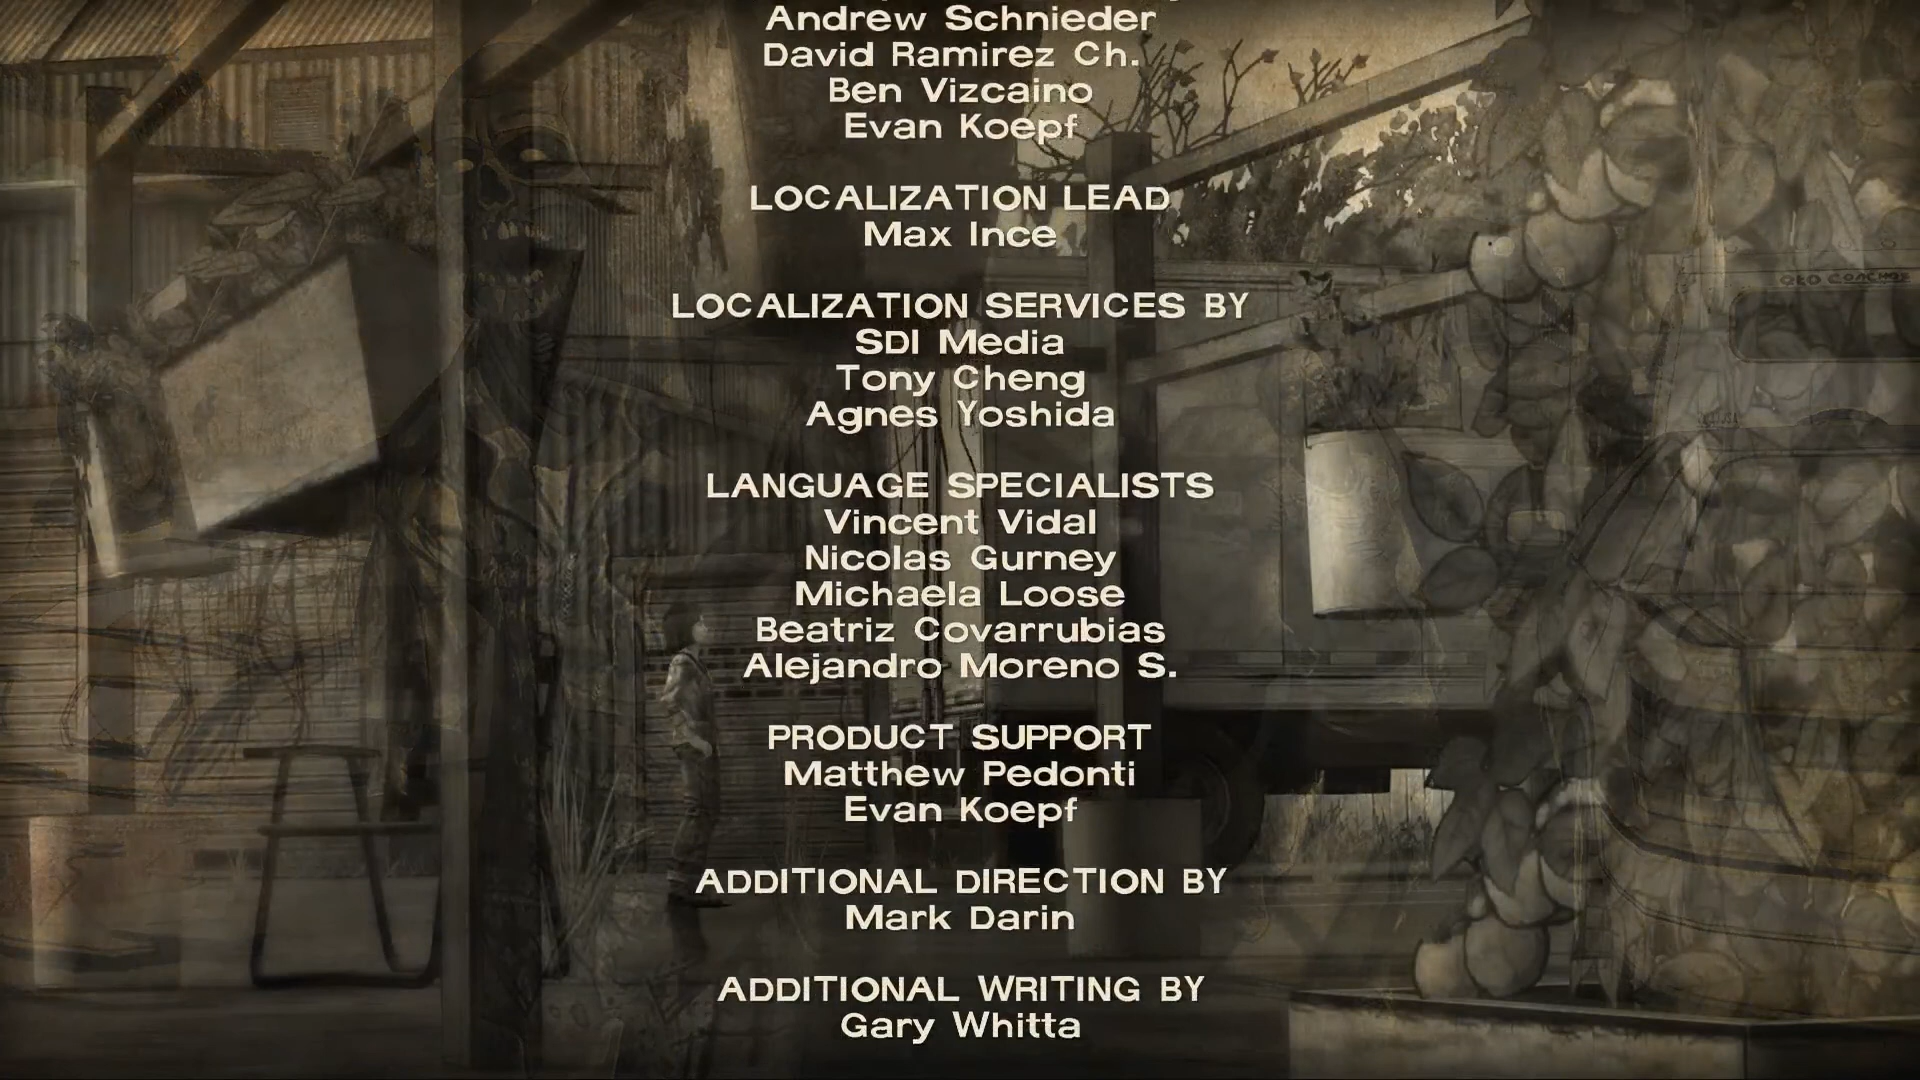 Andrew Schnieder
David Ramirez Ch.
Ben Vizcaino
Evan Koepf
LOCALIZATION LEAD
Max Ince
LOCALIZATION SERVICES BY
SDI Media
Tony Cheng
Agnes Yoshida
LANGUAGE SPECIALISTS
Vincent Vidal
Nicolas Gurney
Michaela Loose
Beatriz Covarrubias
Alejandro Moreno S.
PRODUCT SUPPORT
Matthew Pedonti
Evan Koepf
ADDITIONAL DIRECTION BY
Mark Darin
ADDITIONAL WRITING BY
Gary Whitta